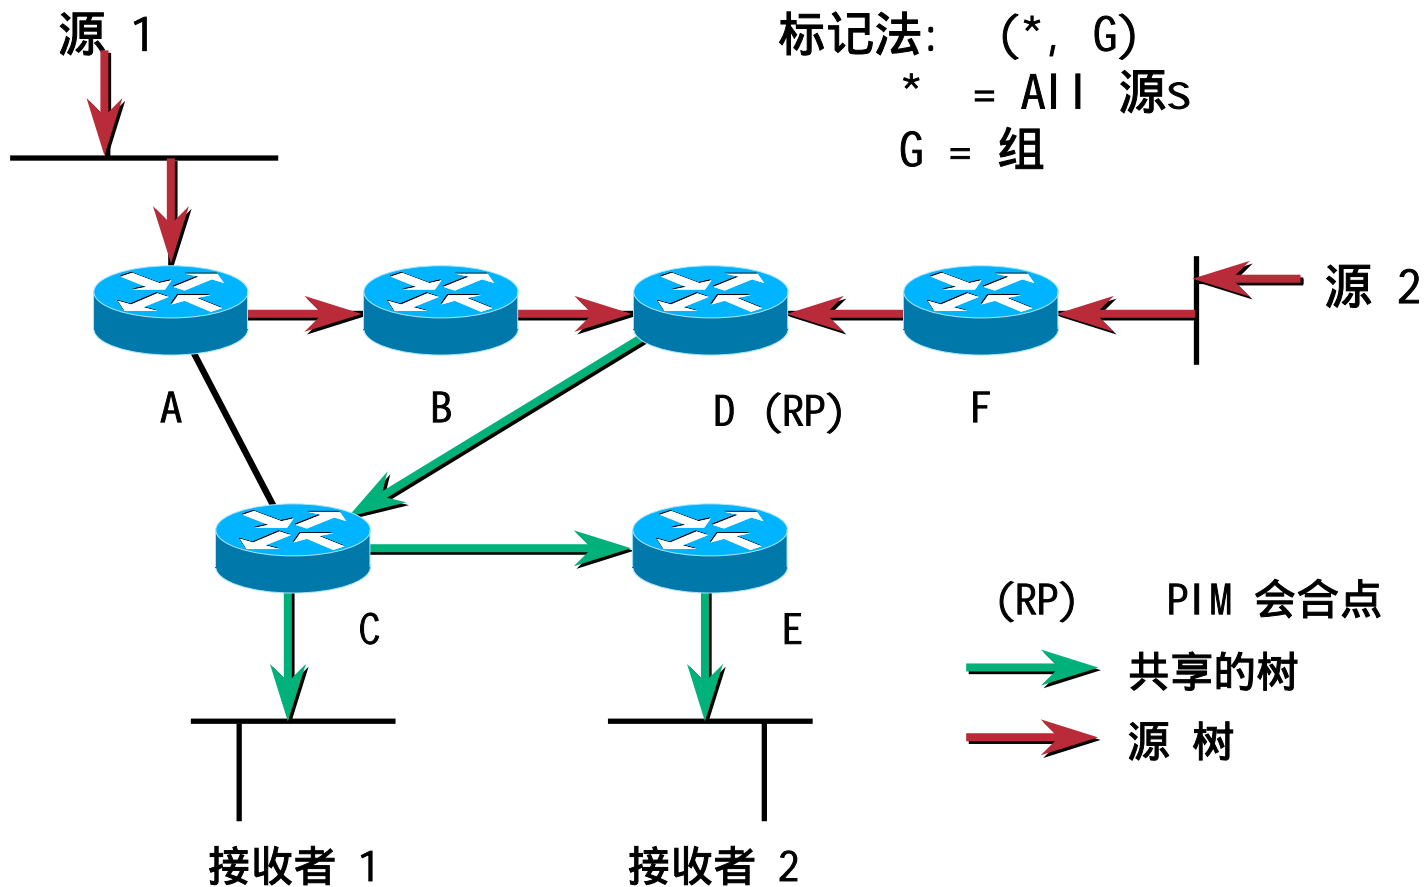 源 1
标记法: (*, G)
* = All 源s
G = 组
源 2
A
B
D (RP)
F
C
E
(RP) PIM 会合点
共享的树
源 树
接收者 1
接收者 2